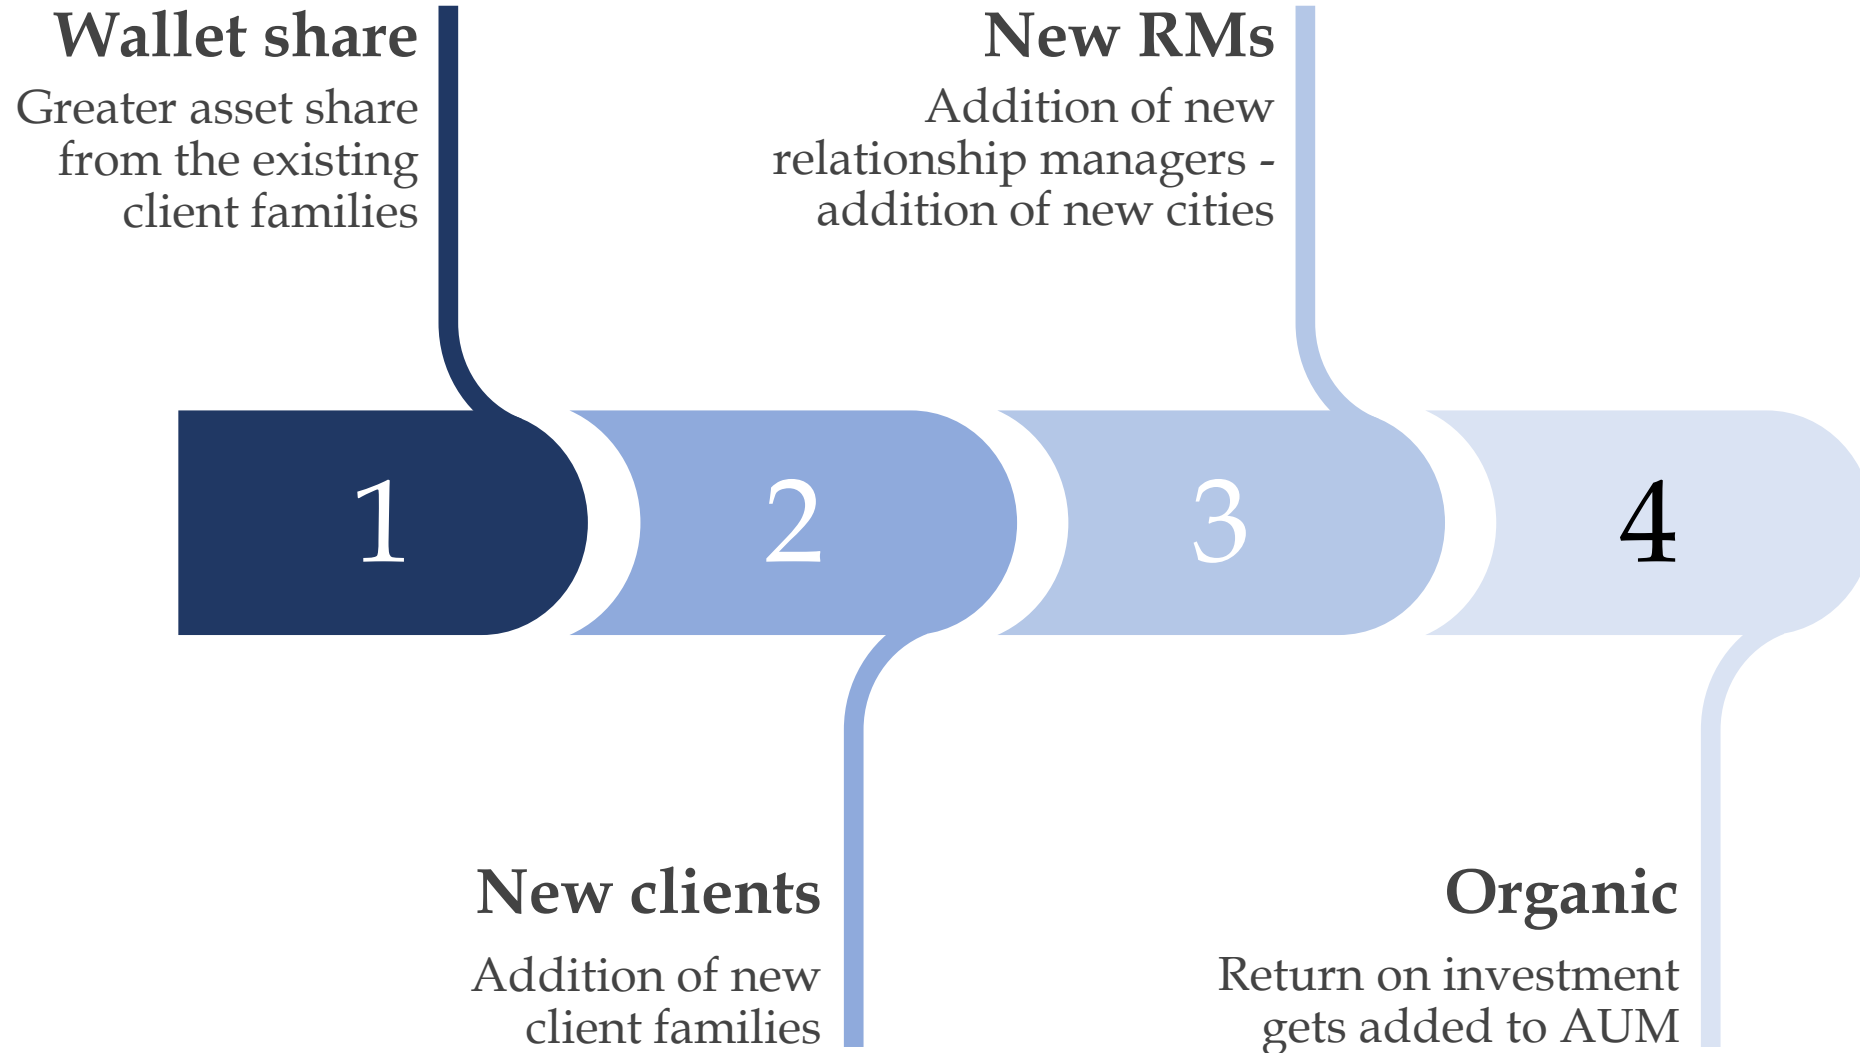 Wallet share
Greater asset share
from the existing
client families
New RMs
Addition of new
relationship managers -
addition of new cities
1
2
3
4
New clients
Addition of new
client families
Organic
Return on investment
gets added to AUM